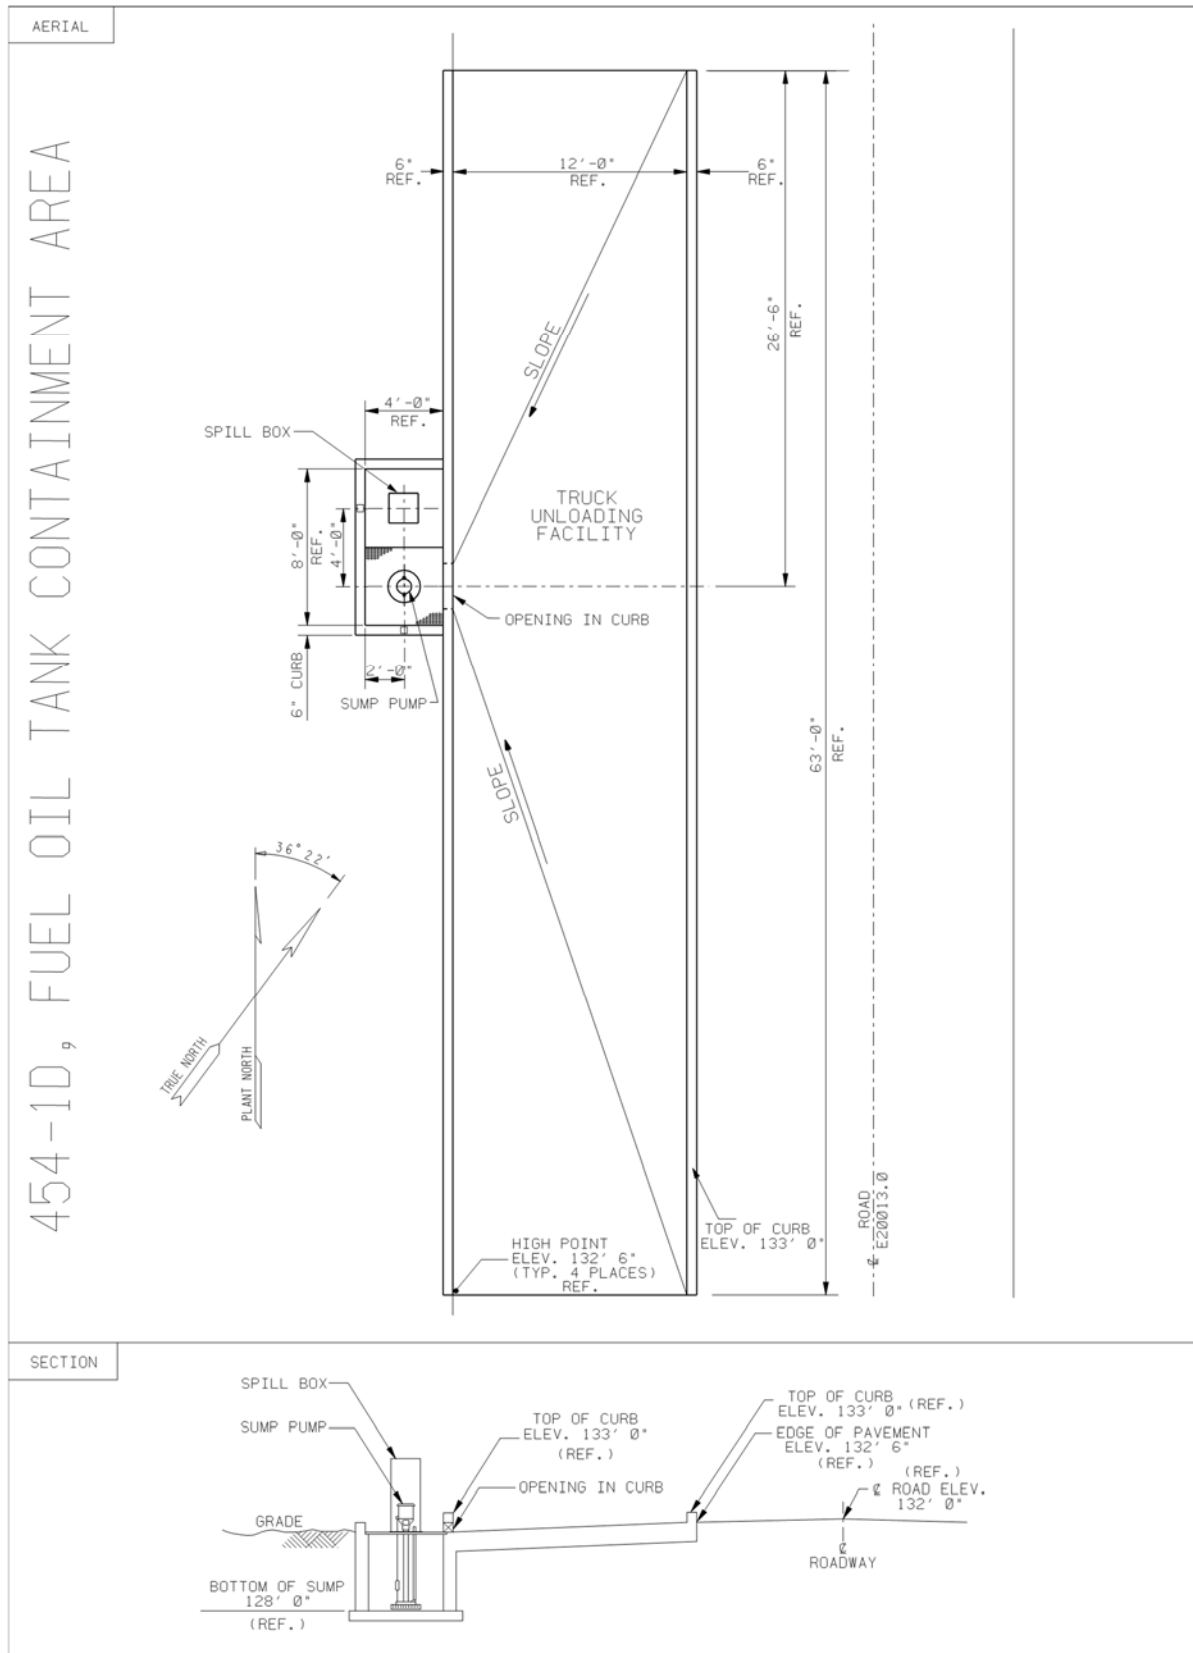 AERIAL
454-1D, FUEL OIL TANK CONTAINMENT AREA
6"
REF.
12'-0"
REF.
6"
REF.
26'-6"
REF.
SLOPE
4'-0"
REF.
SPILL BOX
8'-0"
REF.
4'-0"
TRUCK
UNLOADING
FACILITY
OPENING IN CURB
2'-0"
6" CURB
SUMP PUMP
63'-0"
REF.
SLOPE
36°22'
TRUE NORTH
PLANT NORTH
HIGH POINT
ELEV. 132' 6"
(TYP. 4 PLACES)
REF.
TOP OF CURB
ELEV. 133' 0"
℄ ROAD
E20013.0
SECTION
SPILL BOX
SUMP PUMP
TOP OF CURB
ELEV. 133' 0"
(REF.)
OPENING IN CURB
GRADE
BOTTOM OF SUMP
128' 0"
(REF.)
TOP OF CURB
ELEV. 133' 0" (REF.)
EDGE OF PAVEMENT
ELEV. 132' 6"
(REF.)
(REF.)
℄ ROAD ELEV.
132' 0"
℄
ROADWAY